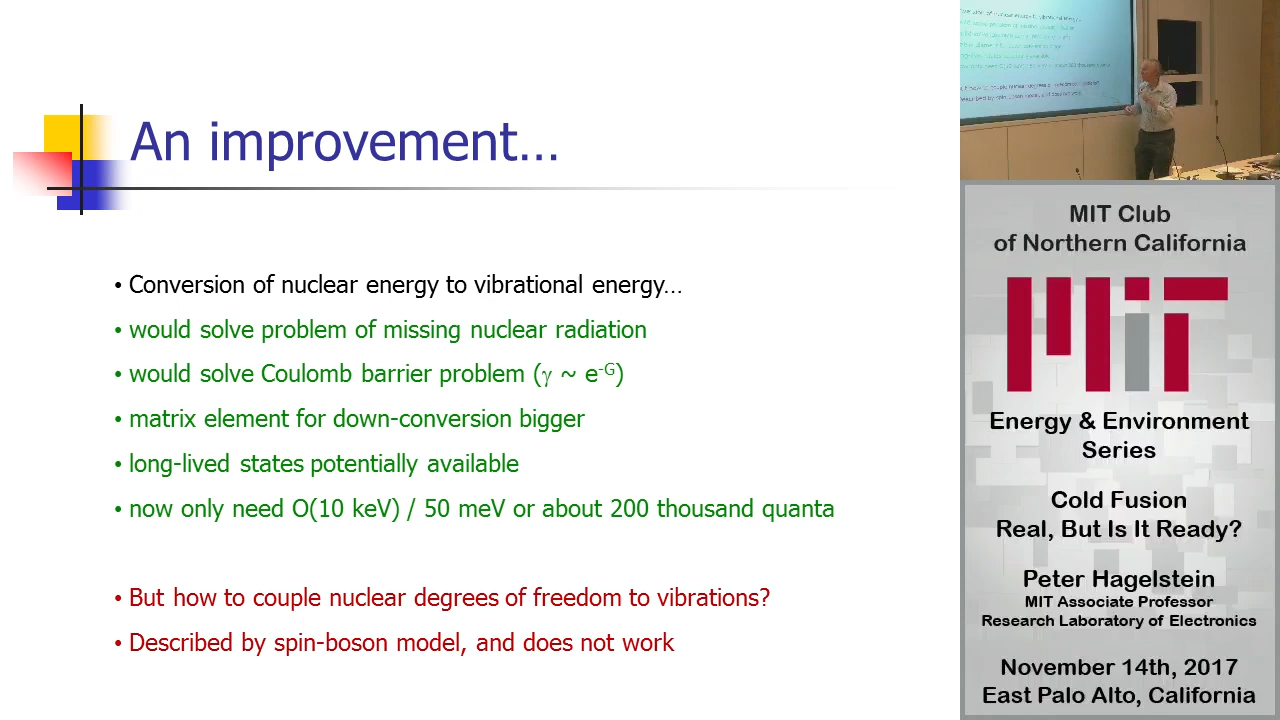 An improvement…
• Conversion of nuclear energy to vibrational energy…
• would solve problem of missing nuclear radiation
• would solve Coulomb barrier problem (γ ~ e⁻ᴳ)
• matrix element for down-conversion bigger
• long-lived states potentially available
• now only need O(10 keV) / 50 meV or about 200 thousand quanta
• But how to couple nuclear degrees of freedom to vibrations?
• Described by spin-boson model, and does not work
MIT Club
of Northern California
MIT
Energy & Environment
Series
Cold Fusion
Real, But Is It Ready?
Peter Hagelstein
MIT Associate Professor
Research Laboratory of Electronics
November 14th, 2017
East Palo Alto, California